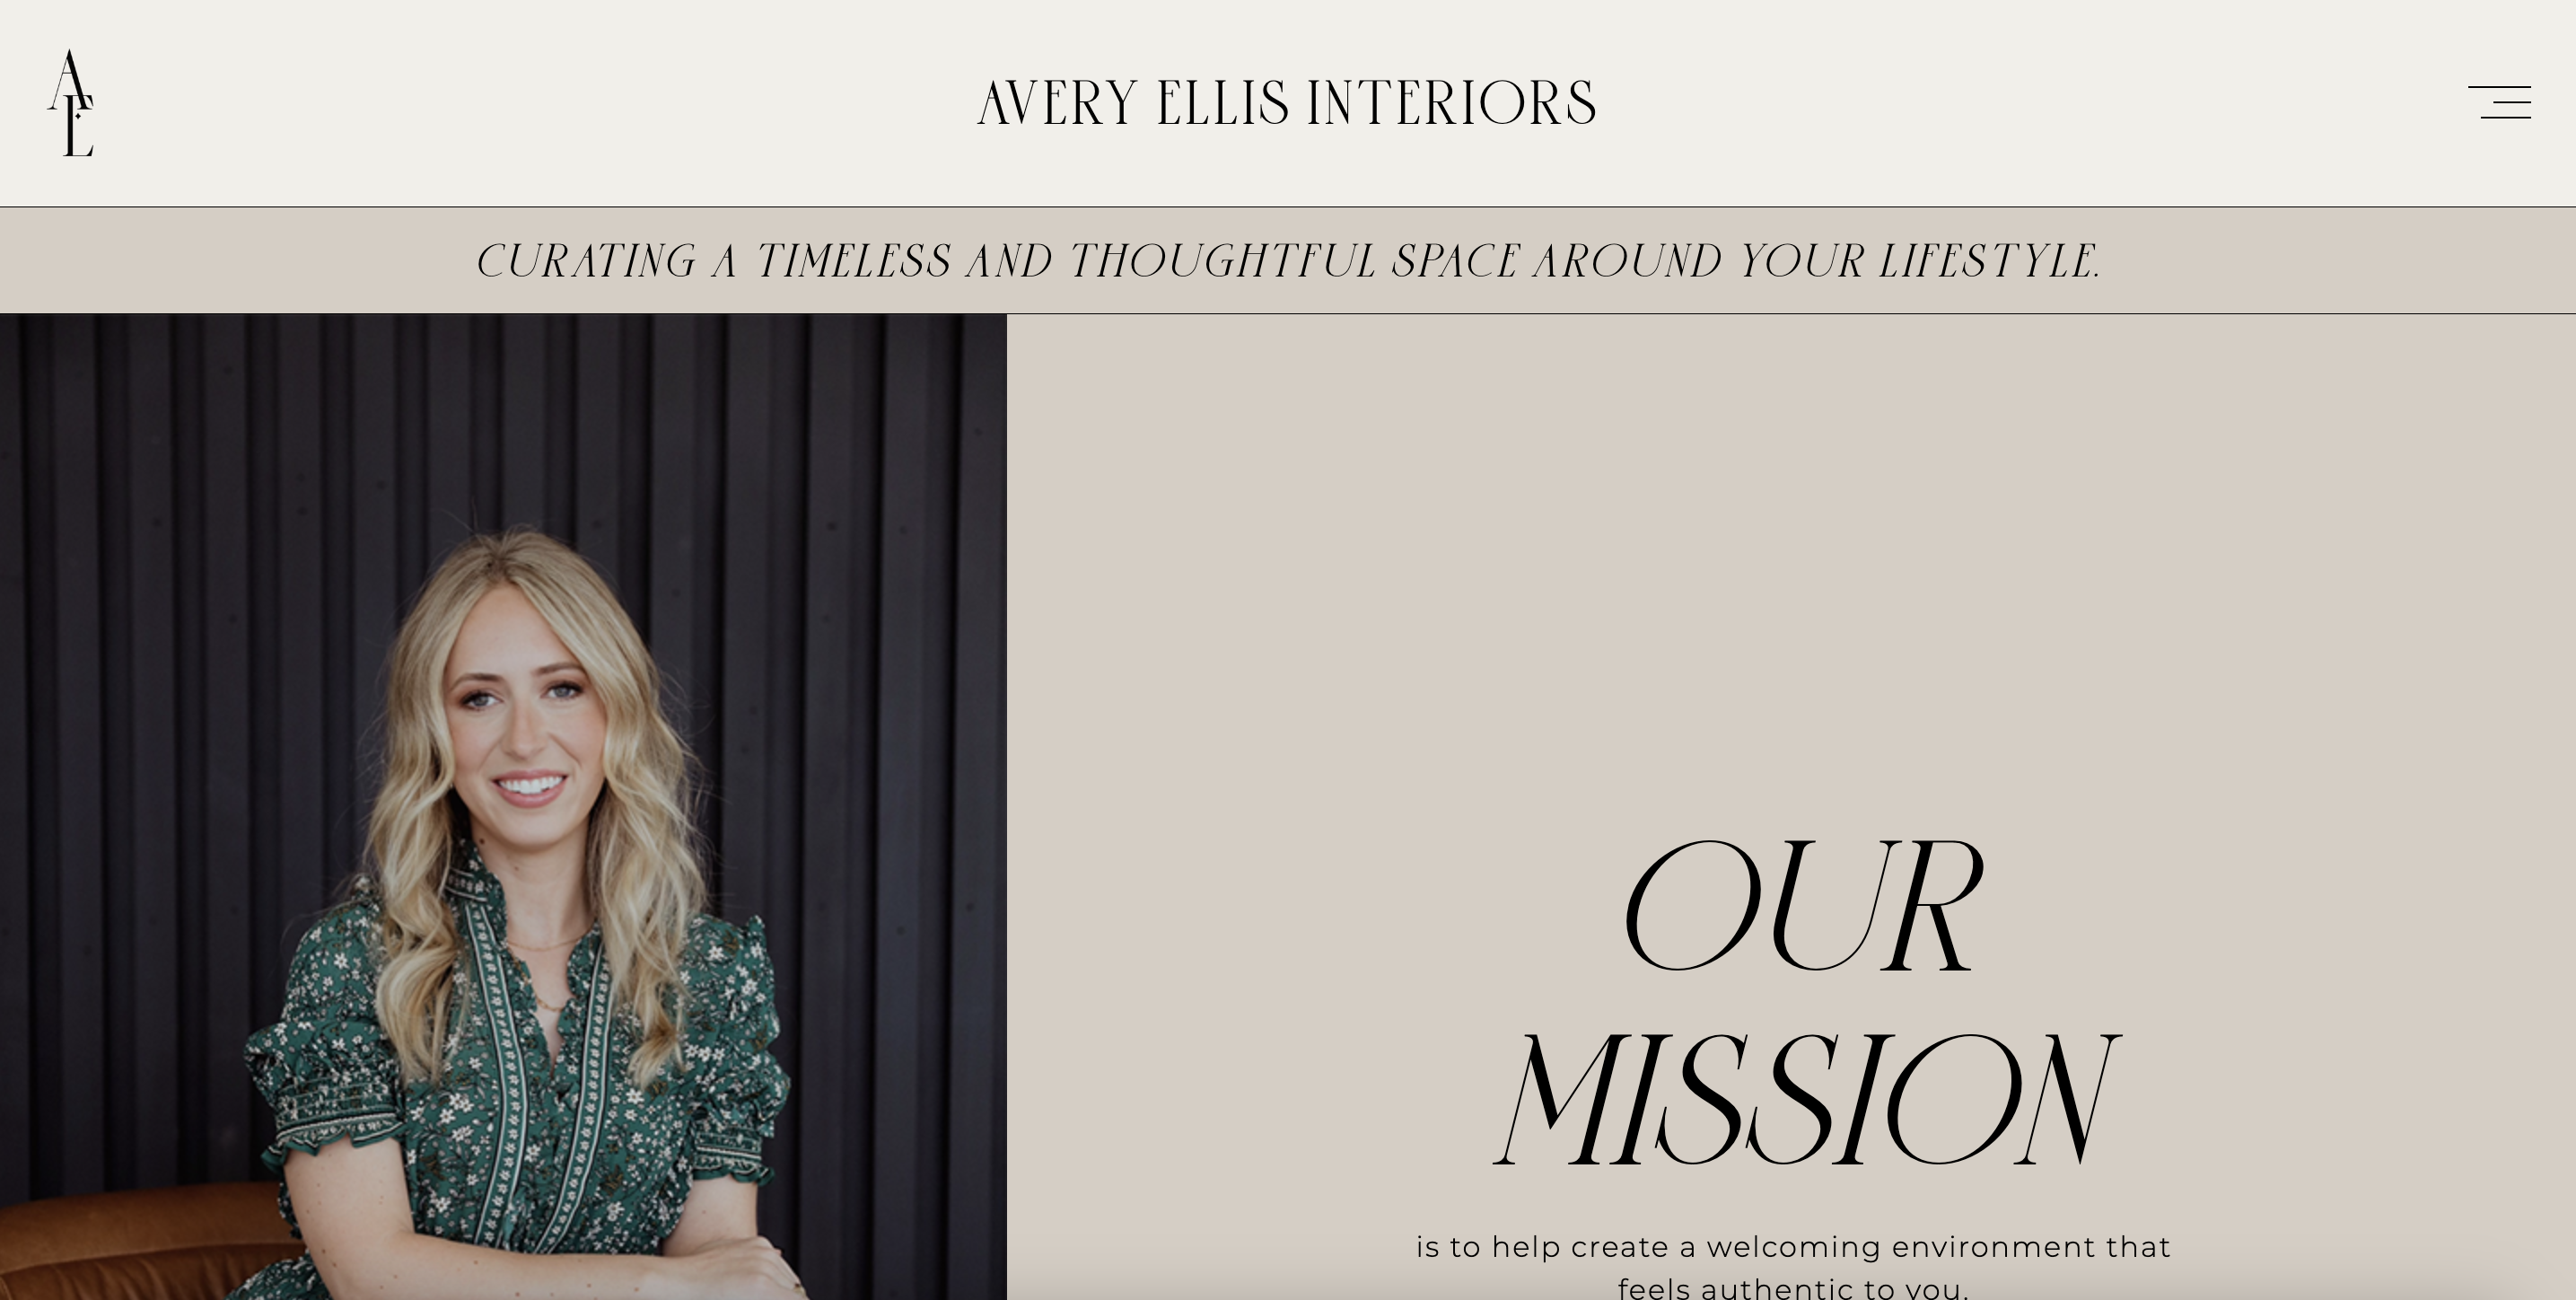 AE
AVERY ELLIS INTERIORS
CURATING A TIMELESS AND THOUGHTFUL SPACE AROUND YOUR LIFESTYLE.
OUR
MISSION
is to help create a welcoming environment that
feels authentic to you.